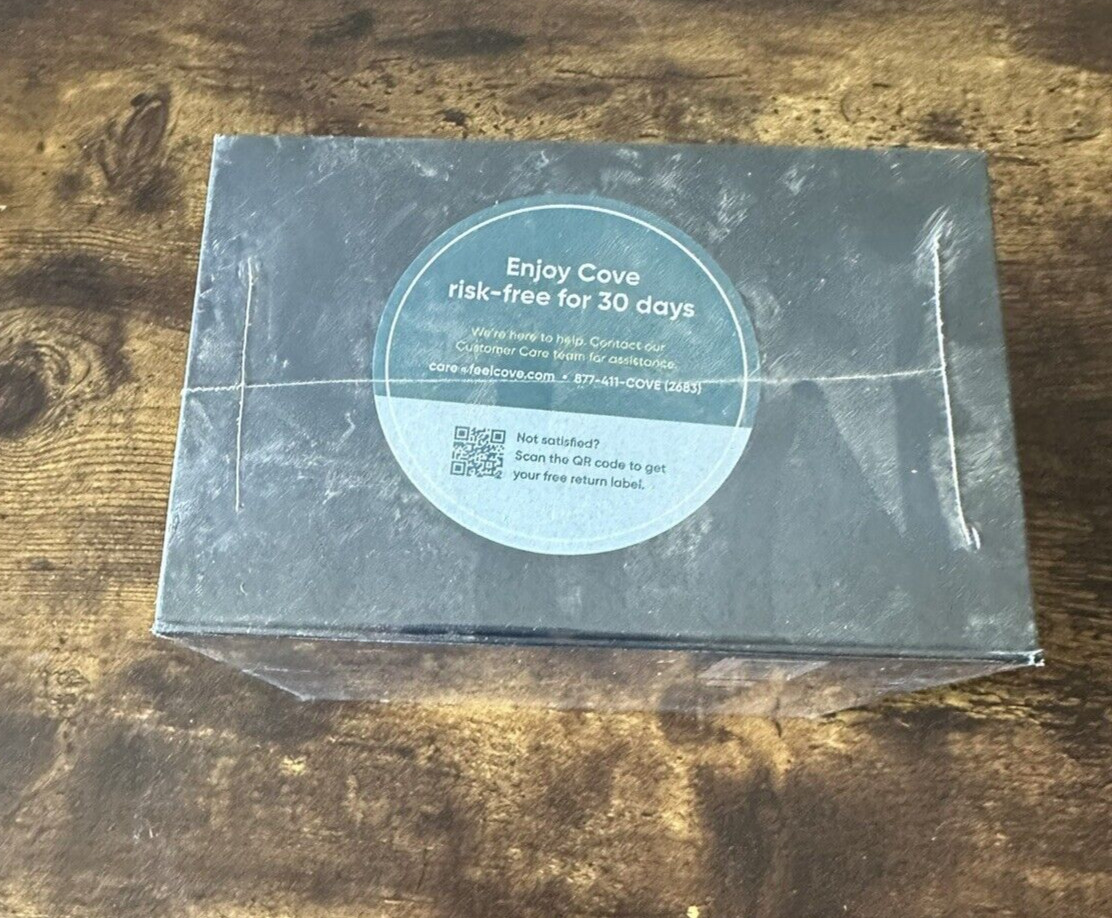 Enjoy Cove
risk-free for 30 days
We're here to help. Contact our
Customer Care team for assistance.
care@feelcove.com • 877-411-COVE (2683)
Not satisfied?
Scan the QR code to get
your free return label.